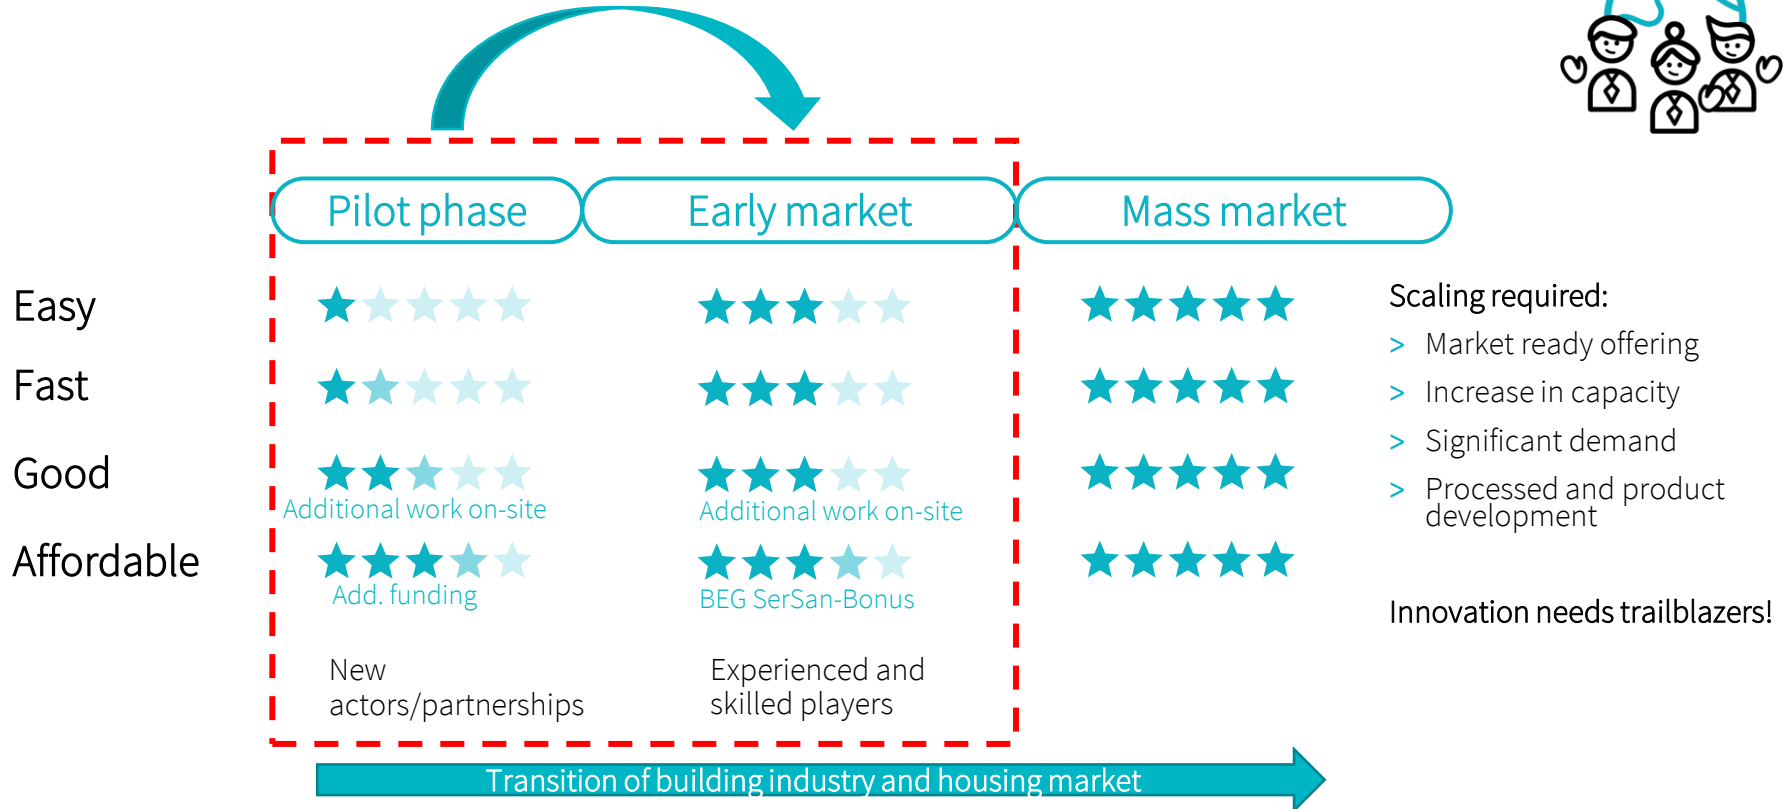 Pilot phase
Early market
Mass market
Easy
Fast
Good
Additional work on-site
Additional work on-site
Affordable
Add. funding
BEG SerSan-Bonus
New
actors/partnerships
Experienced and
skilled players
Scaling required:
> Market ready offering
> Increase in capacity
> Significant demand
> Processed and product
development
Innovation needs trailblazers!
Transition of building industry and housing market